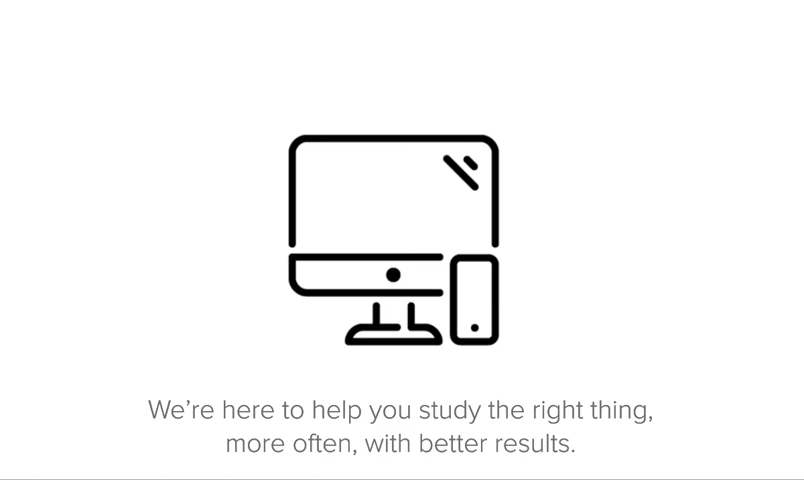 We’re here to help you study the right thing,
more often, with better results.